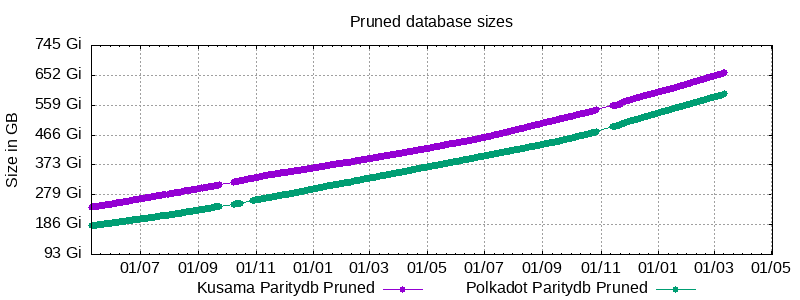 Pruned database sizes
745 Gi
652 Gi
559 Gi
466 Gi
373 Gi
279 Gi
186 Gi
93 Gi
Size in GB
01/07 01/09 01/11 01/01 01/03 01/05 01/07 01/09 01/11 01/01 01/03 01/05
Kusama Paritydb Pruned Polkadot Paritydb Pruned